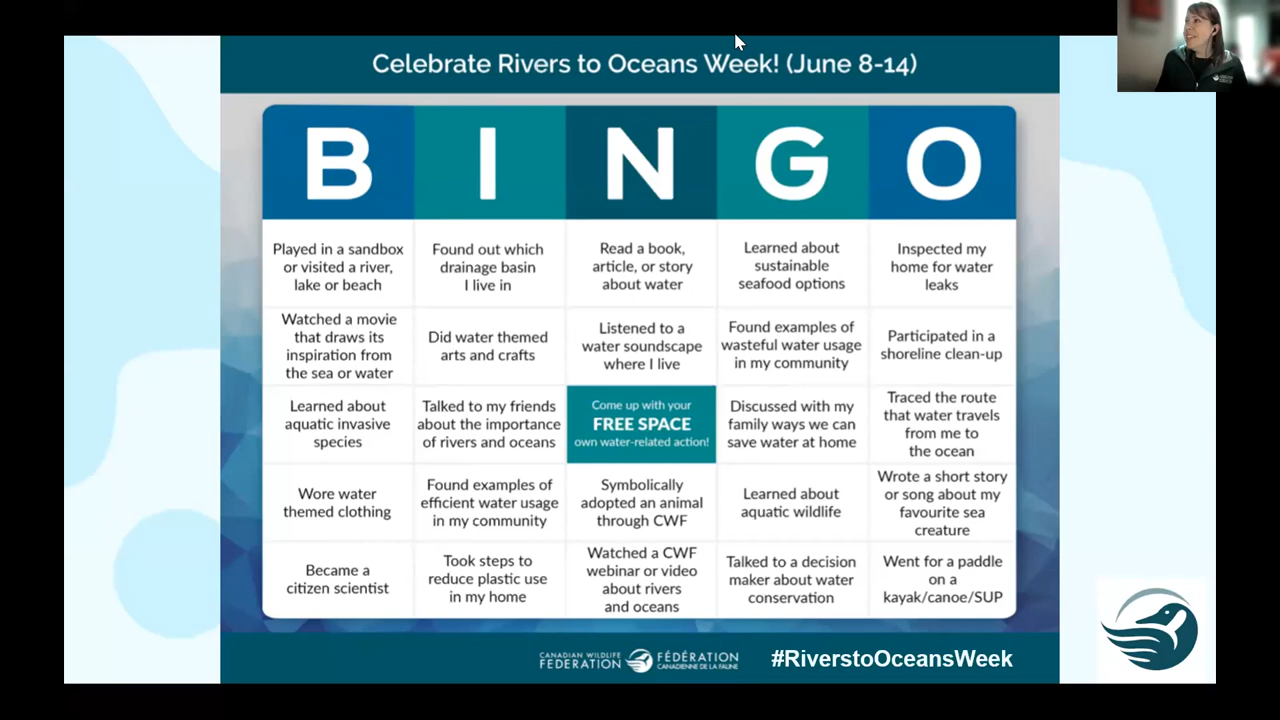 Celebrate Rivers to Oceans Week! (June 8-14)
B I N G O
Played in a sandbox
or visited a river,
lake or beach
Found out which
drainage basin
I live in
Read a book,
article, or story
about water
Learned about
sustainable
seafood options
Inspected my
home for water
leaks
Watched a movie
that draws its
inspiration from
the sea or water
Did water themed
arts and crafts
Listened to a
water soundscape
where I live
Found examples of
wasteful water usage
in my community
Participated in a
shoreline clean-up
Learned about
aquatic invasive
species
Talked to my friends
about the importance
of rivers and oceans
Come up with your
FREE SPACE
own water-related action!
Discussed with my
family ways we can
save water at home
Traced the route
that water travels
from me to
the ocean
Wore water
themed clothing
Found examples of
efficient water usage
in my community
Symbolically
adopted an animal
through CWF
Learned about
aquatic wildlife
Wrote a short story
or song about my
favourite sea
creature
Became a
citizen scientist
Took steps to
reduce plastic use
in my home
Watched a CWF
webinar or video
about rivers
and oceans
Talked to a decision
maker about water
conservation
Went for a paddle
on a
kayak/canoe/SUP
CANADIAN WILDLIFE
FEDERATION
FÉDÉRATION
CANADIENNE DE LA FAUNE
#RiverstoOceansWeek